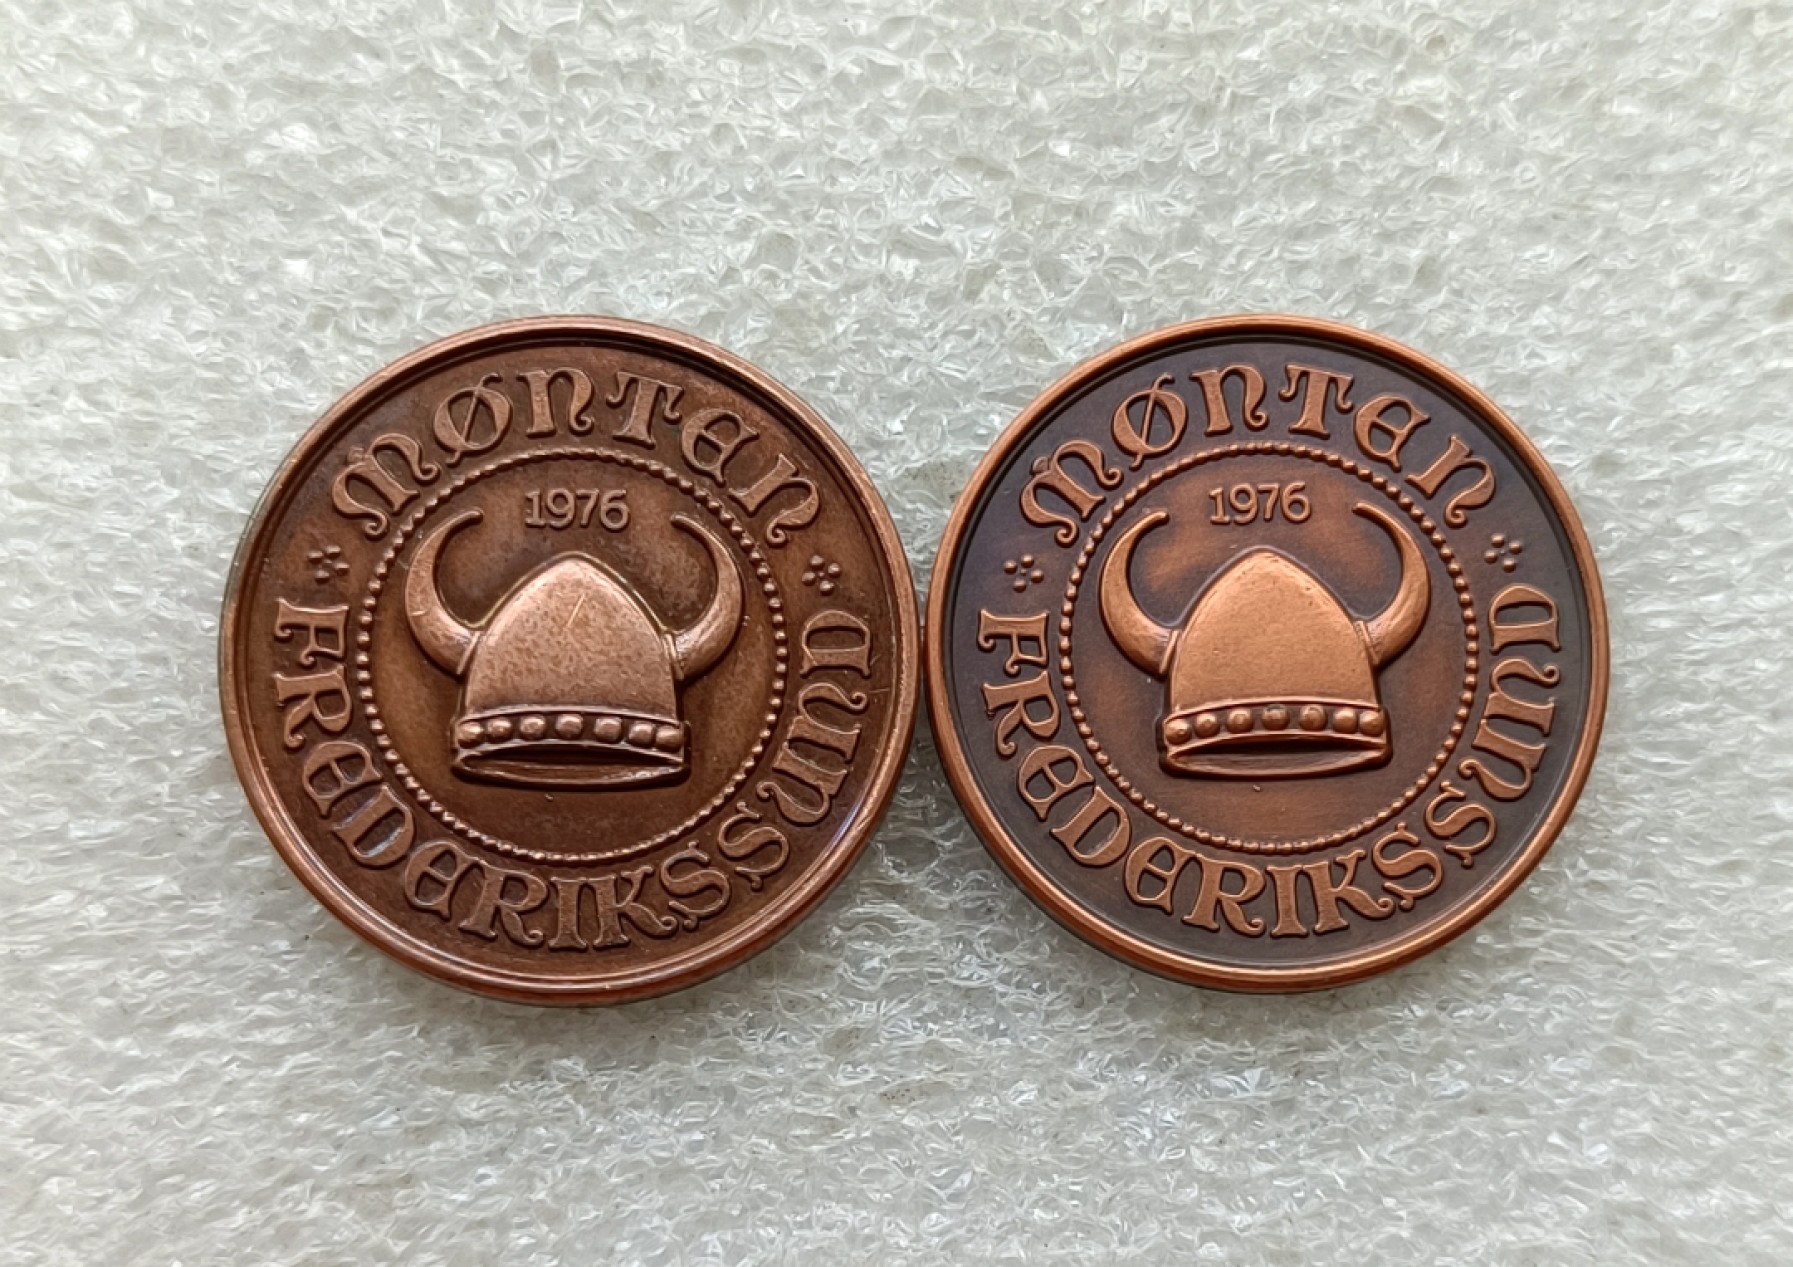 MØNTEN
1976
FREDERIKSSUND
MØNTEN
1976
FREDERIKSSUND